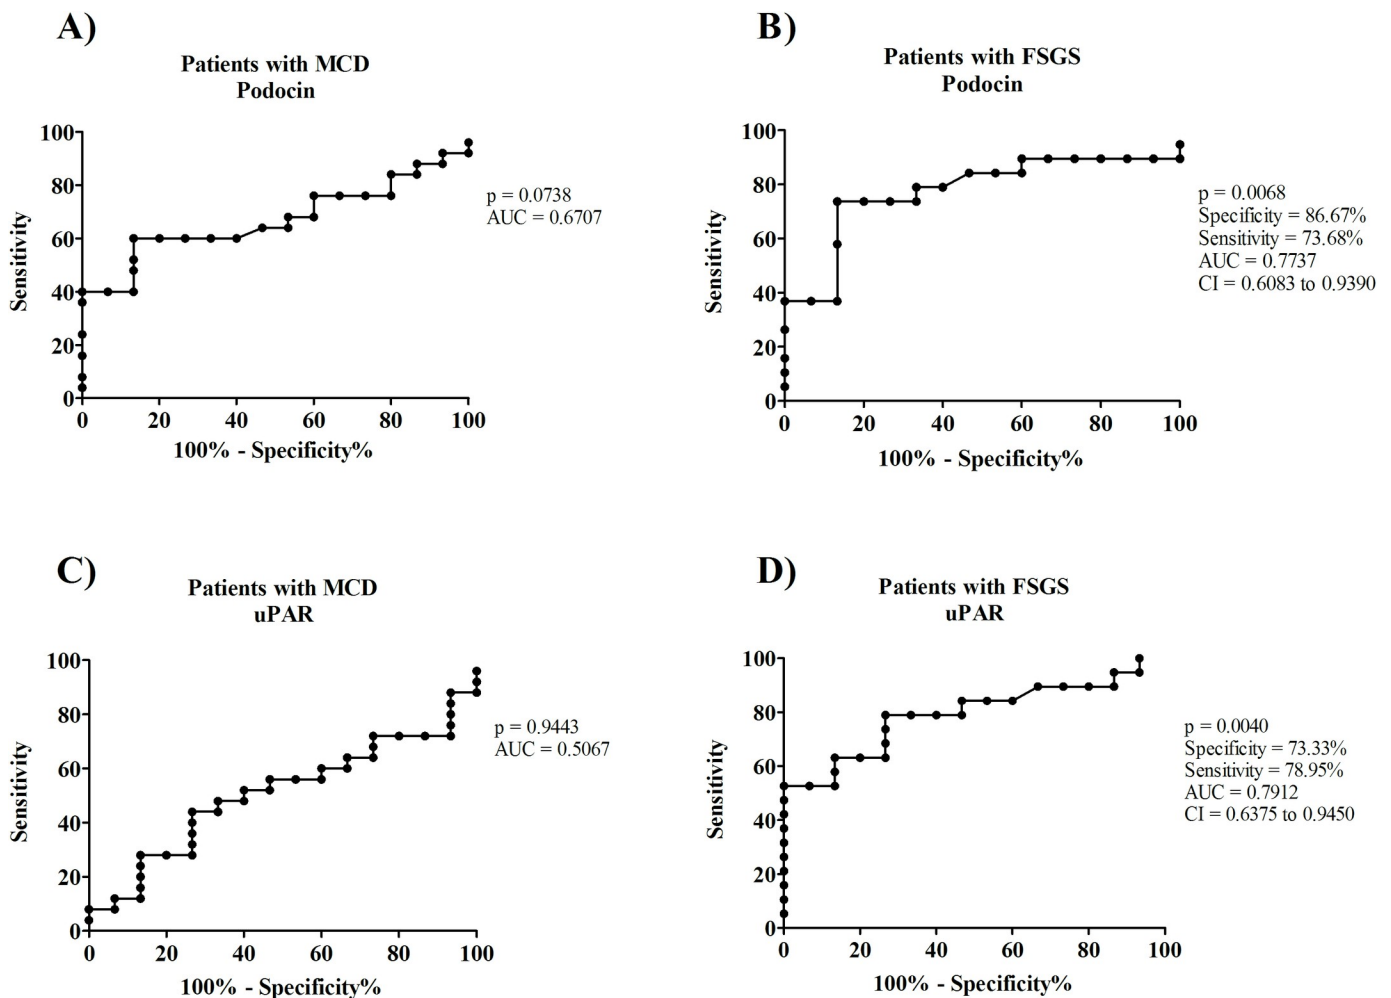 A)
Patients with MCD
Podocin
100
80
60
40
20
0
Sensitivity
0 20 40 60 80 100
100% - Specificity%
p = 0.0738
AUC = 0.6707
B)
Patients with FSGS
Podocin
100
80
60
40
20
0
Sensitivity
0 20 40 60 80 100
100% - Specificity%
p = 0.0068
Specificity = 86.67%
Sensitivity = 73.68%
AUC = 0.7737
CI = 0.6083 to 0.9390
C)
Patients with MCD
uPAR
100
80
60
40
20
0
Sensitivity
0 20 40 60 80 100
100% - Specificity%
p = 0.9443
AUC = 0.5067
D)
Patients with FSGS
uPAR
100
80
60
40
20
0
Sensitivity
0 20 40 60 80 100
100% - Specificity%
p = 0.0040
Specificity = 73.33%
Sensitivity = 78.95%
AUC = 0.7912
CI = 0.6375 to 0.9450